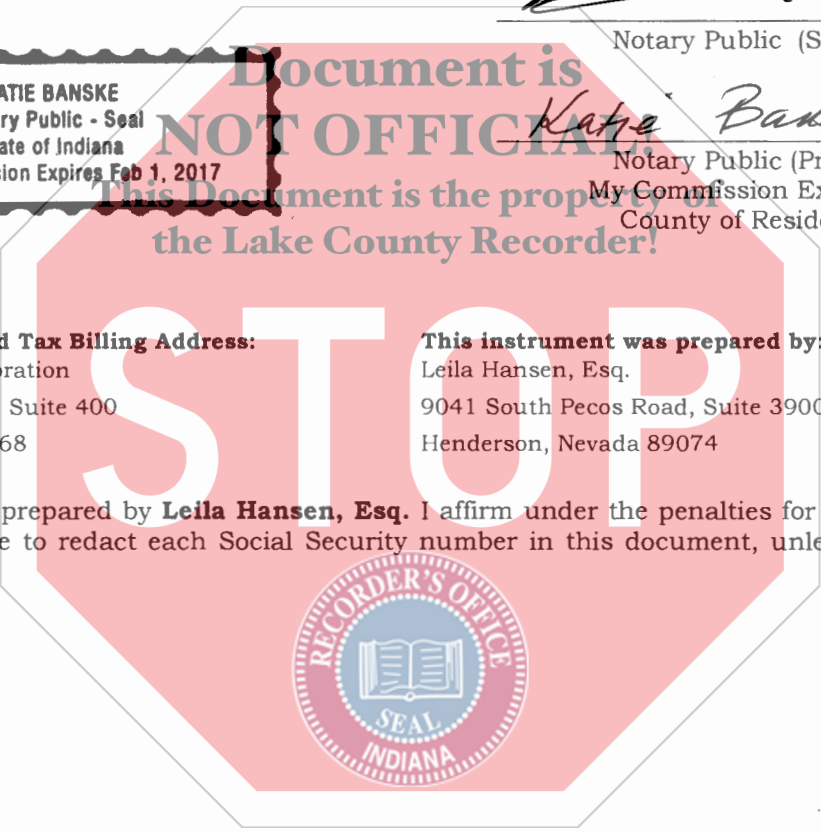 Notary Public (S
Document is
ATIE BANSKE
ry Public - Seal
ate of Indiana
ion Expires Feb 1, 2017
NOT OFFICIAL!
Katie Ban
Notary Public (Pr
This Document is the property of
My Commission Ex
the Lake County Recorder!
County of Reside
STOP
d Tax Billing Address:
oration
Suite 400
68
This instrument was prepared by:
Leila Hansen, Esq.
9041 South Pecos Road, Suite 3900
Henderson, Nevada 89074
prepared by Leila Hansen, Esq. I affirm under the penalties for
e to redact each Social Security number in this document, unle
RECORDER'S OFFICE
SEAL
INDIANA